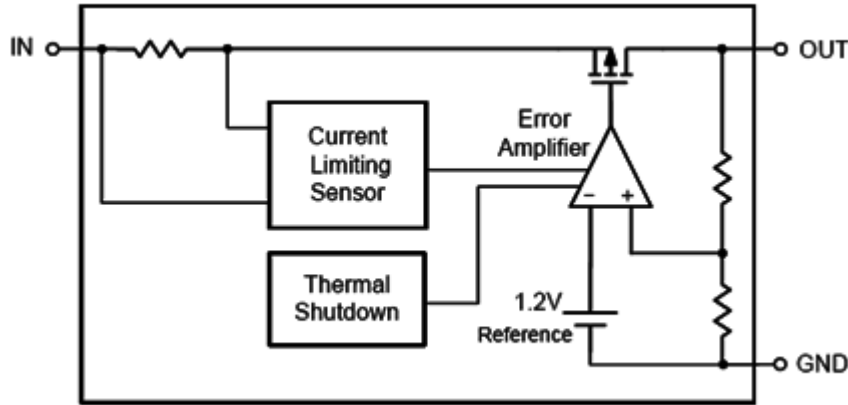 IN
OUT
Current
Limiting
Sensor
Error
Amplifier
- +
Thermal
Shutdown
1.2V
Reference
GND